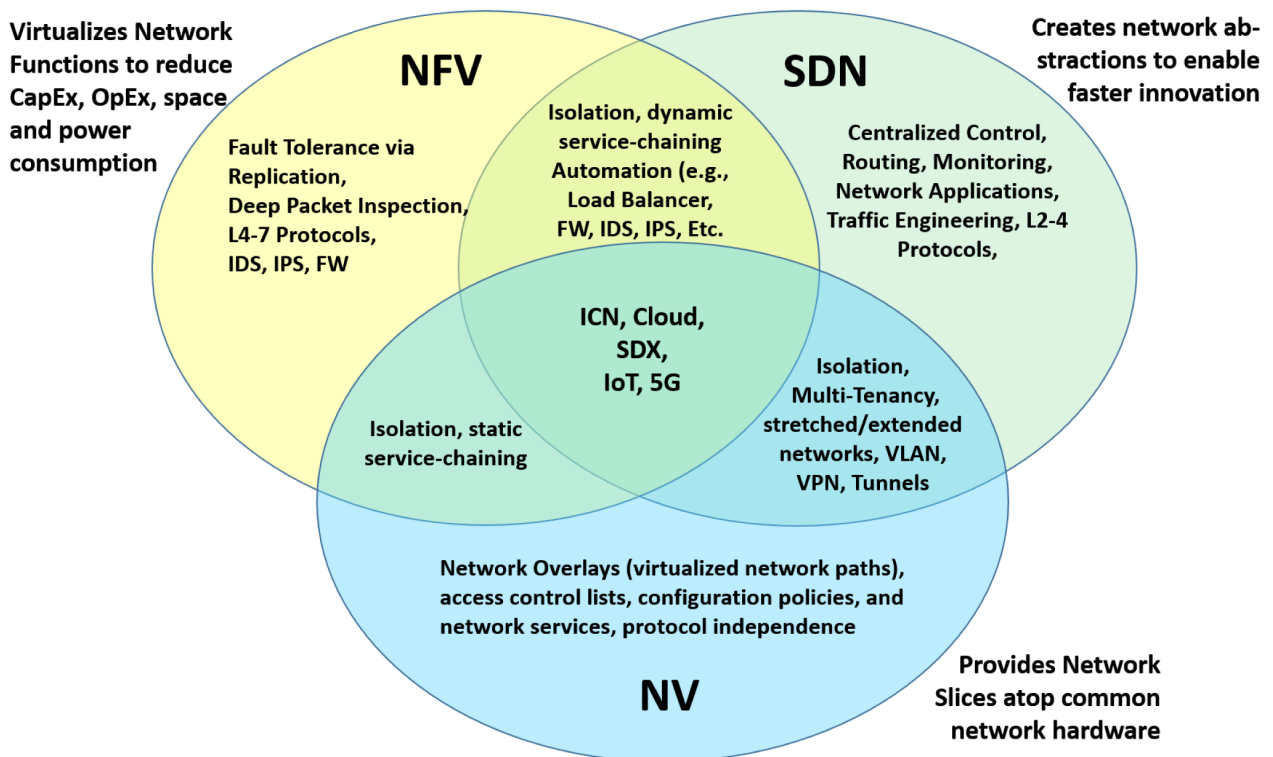 Virtualizes Network
Functions to reduce
CapEx, OpEx, space
and power
consumption
NFV
SDN
Creates network ab-
stractions to enable
faster innovation
Fault Tolerance via
Replication,
Deep Packet Inspection,
L4-7 Protocols,
IDS, IPS, FW
Isolation, dynamic
service-chaining
Automation (e.g.,
Load Balancer,
FW, IDS, IPS, Etc.
Centralized Control,
Routing, Monitoring,
Network Applications,
Traffic Engineering, L2-4
Protocols,
ICN, Cloud,
SDX,
IoT, 5G
Isolation, static
service-chaining
Isolation,
Multi-Tenancy,
stretched/extended
networks, VLAN,
VPN, Tunnels
Network Overlays (virtualized network paths),
access control lists, configuration policies, and
network services, protocol independence
NV
Provides Network
Slices atop common
network hardware